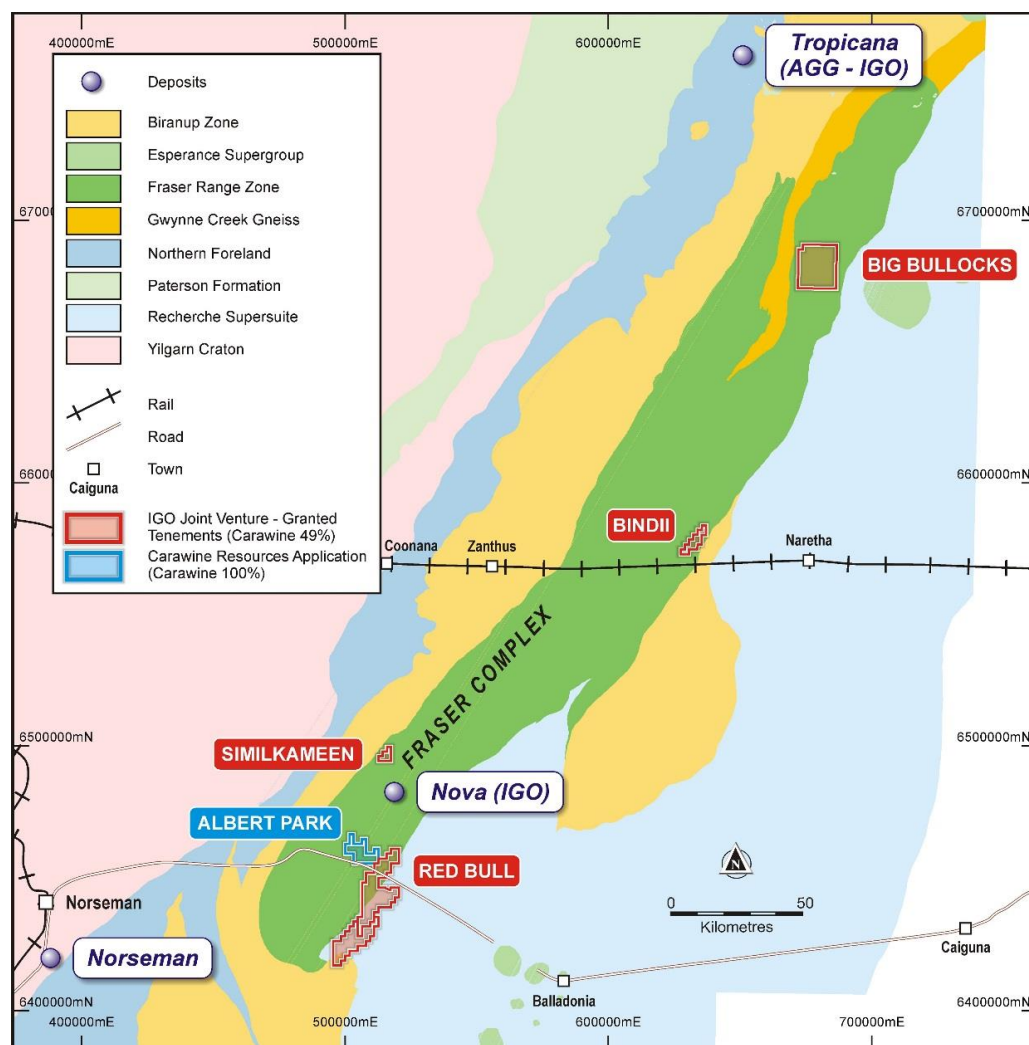 400000mE
500000mE
600000mE
Tropicana
(AGG - IGO)
Deposits
Biranup Zone
Esperance Supergroup
Fraser Range Zone
Gwynne Creek Gneiss
Northern Foreland
Paterson Formation
Recherche Supersuite
Yilgarn Craton
Rail
Road
Town
Caiguna
IGO Joint Venture - Granted
Tenements (Carawine 49%)
Carawine Resources Application
(Carawine 100%)
6700000mN
6700000mN
BIG BULLOCKS
6600000mN
6600000mN
BINDII
Coonana
Zanthus
Naretha
FRASER COMPLEX
6500000mN
6500000mN
SIMILKAMEEN
Nova (IGO)
ALBERT PARK
RED BULL
N
0
50
Kilometres
Norseman
Norseman
Caiguna
Balladonia
6400000mN
6400000mN
400000mE
500000mE
600000mE
700000mE